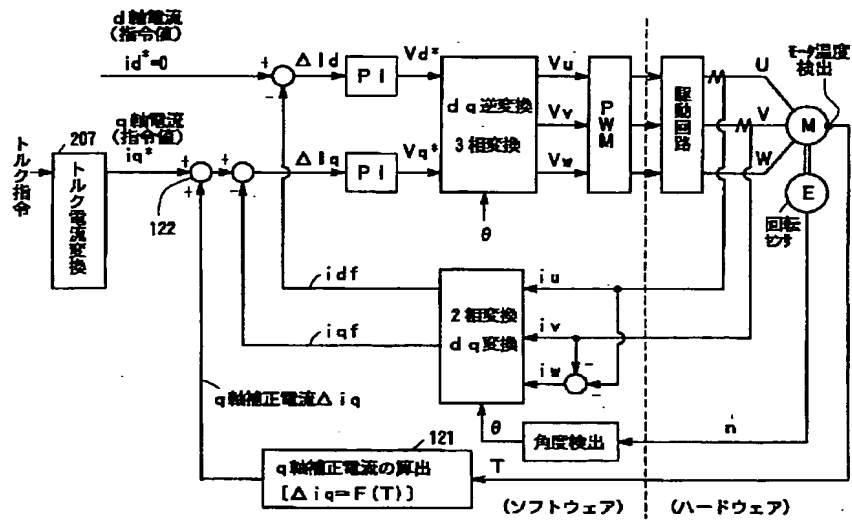 d軸電流
(指令値)
id*=0
+
-
ΔId
PI
Vd*
dq逆変換
3相変換
Vu
Vv
Vw
PWM
駆動回路
U
V
W
M
モータ温度
検出
E
回転
センサ
トルク指令
207
トルク電流変換
q軸電流
(指令値)
iq*
+
+
122
+
-
ΔIq
PI
Vq*
θ
idf
iqf
2相変換
dq変換
iu
iv
iw
-
-
θ
角度検出
n
q軸補正電流Δiq
121
q軸補正電流の算出
[Δiq=F(T)]
T
(ソフトウェア)
(ハードウェア)